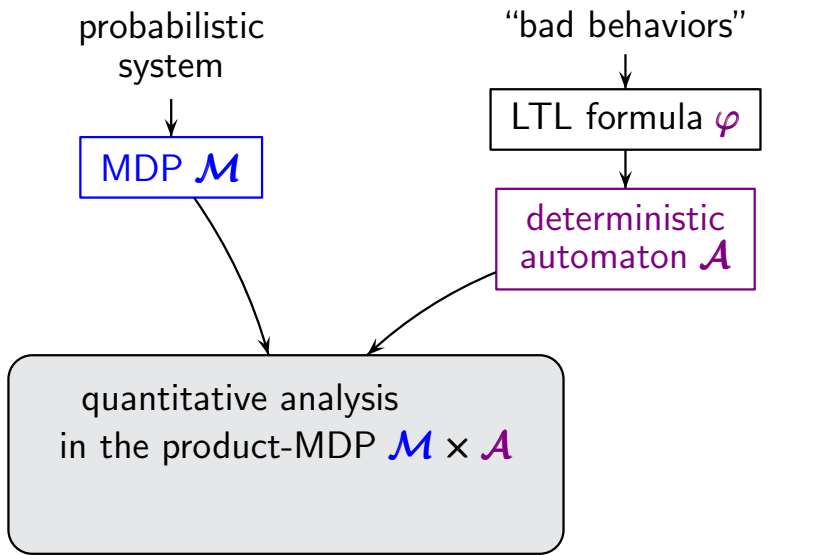 probabilistic
system
MDP 𝓜
“bad behaviors”
LTL formula φ
deterministic
automaton 𝓐
quantitative analysis
in the product-MDP 𝓜 × 𝓐